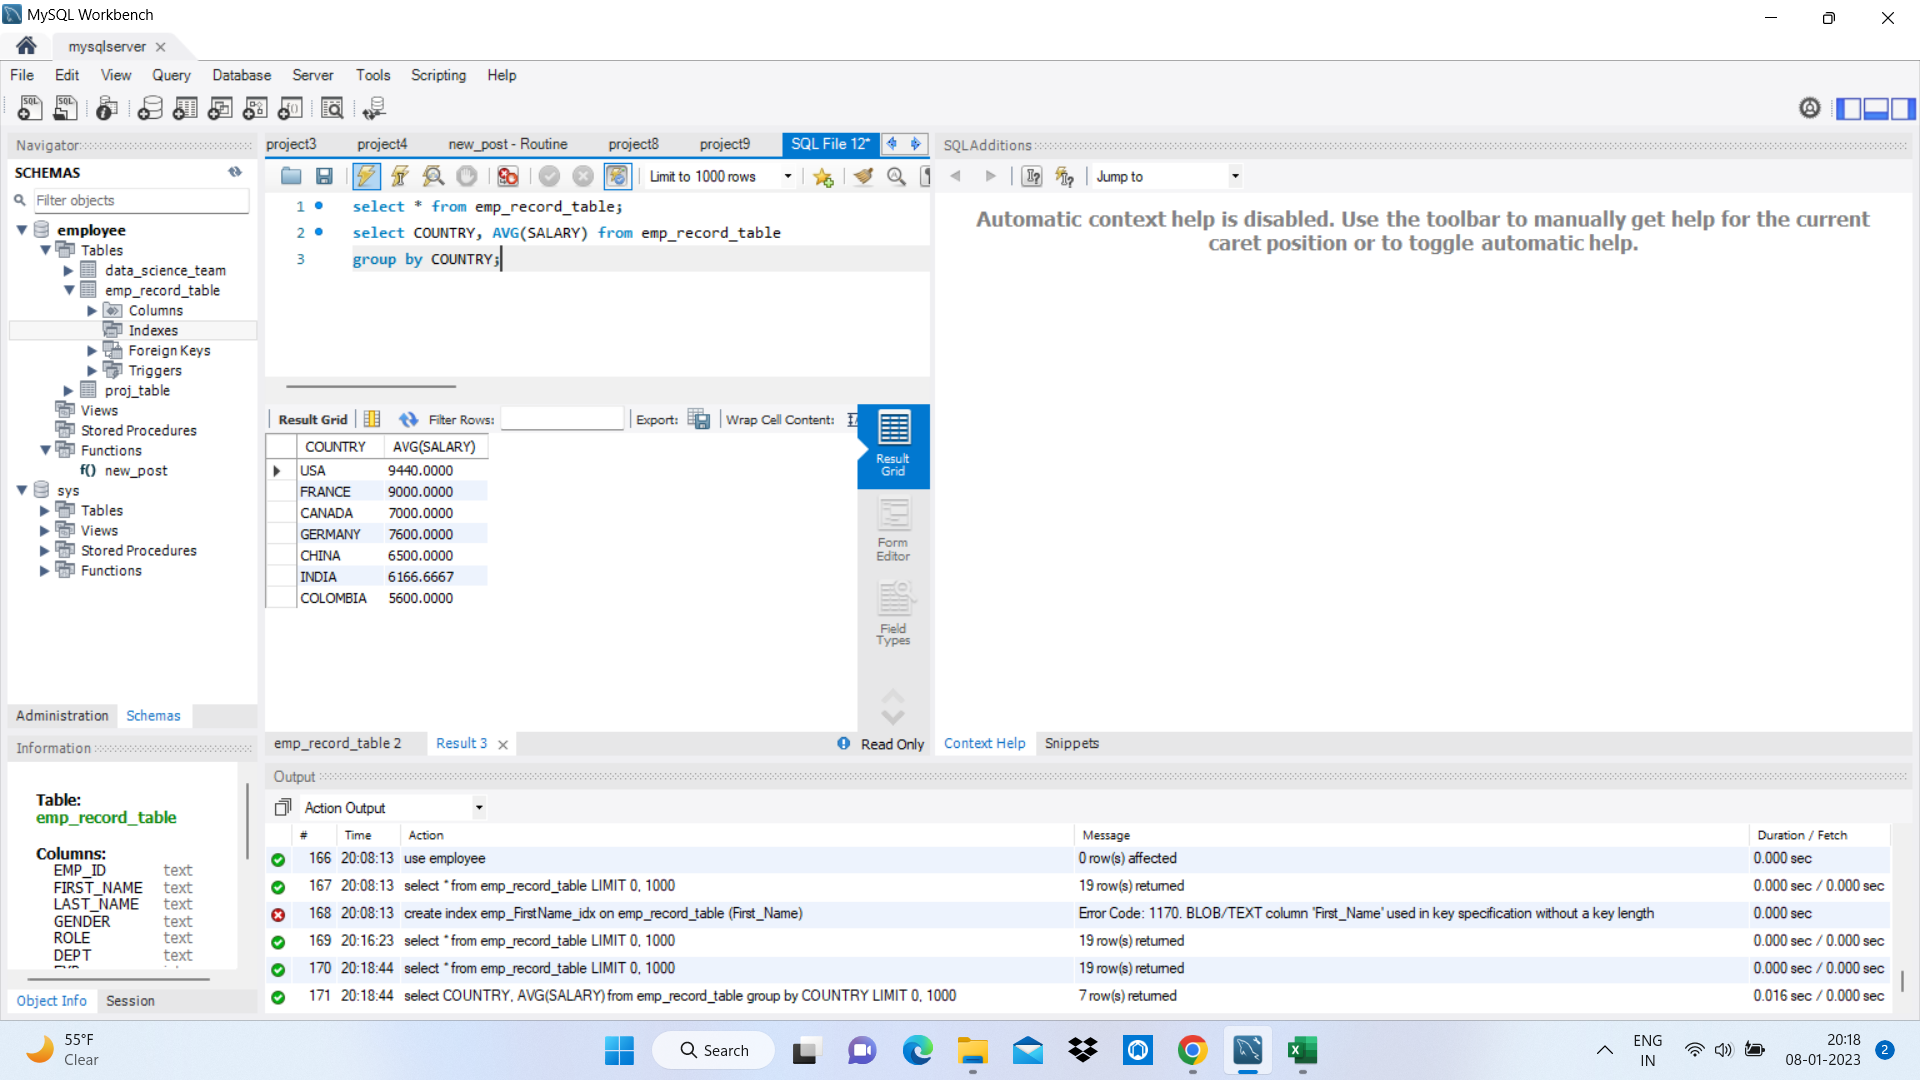 MySQL Workbench
mysqlserver
File Edit View Query Database Server Tools Scripting Help
Navigator
SCHEMAS
Filter objects
employee
Tables
data_science_team
emp_record_table
Columns
Indexes
Foreign Keys
Triggers
proj_table
Views
Stored Procedures
Functions
f() new_post
sys
Tables
Views
Stored Procedures
Functions
Administration Schemas
Information
Table:
emp_record_table
Columns:
EMP_ID text
FIRST_NAME text
LAST_NAME text
GENDER text
ROLE text
DEPT text
Object Info Session
project3 project4 new_post - Routine project8 project9 SQL File 12*
Limit to 1000 rows
1 select * from emp_record_table;
2 select COUNTRY, AVG(SALARY) from emp_record_table
3 group by COUNTRY;
Result Grid Filter Rows: Export: Wrap Cell Content:
COUNTRY AVG(SALARY)
USA 9440.0000
FRANCE 9000.0000
CANADA 7000.0000
GERMANY 7600.0000
CHINA 6500.0000
INDIA 6166.6667
COLOMBIA 5600.0000
Result
Grid
Form
Editor
Field
Types
emp_record_table 2 Result 3 Read Only
SQLAdditions
Jump to
Automatic context help is disabled. Use the toolbar to manually get help for the current
caret position or to toggle automatic help.
Context Help Snippets
Output
Action Output
# Time Action Message Duration / Fetch
166 20:08:13 use employee 0 row(s) affected 0.000 sec
167 20:08:13 select * from emp_record_table LIMIT 0, 1000 19 row(s) returned 0.000 sec / 0.000 sec
168 20:08:13 create index emp_FirstName_idx on emp_record_table (First_Name) Error Code: 1170. BLOB/TEXT column 'First_Name' used in key specification without a key length 0.000 sec
169 20:16:23 select * from emp_record_table LIMIT 0, 1000 19 row(s) returned 0.000 sec / 0.000 sec
170 20:18:44 select * from emp_record_table LIMIT 0, 1000 19 row(s) returned 0.000 sec / 0.000 sec
171 20:18:44 select COUNTRY, AVG(SALARY) from emp_record_table group by COUNTRY LIMIT 0, 1000 7 row(s) returned 0.016 sec / 0.000 sec
55°F
Clear
Search
ENG
IN
20:18
08-01-2023
2